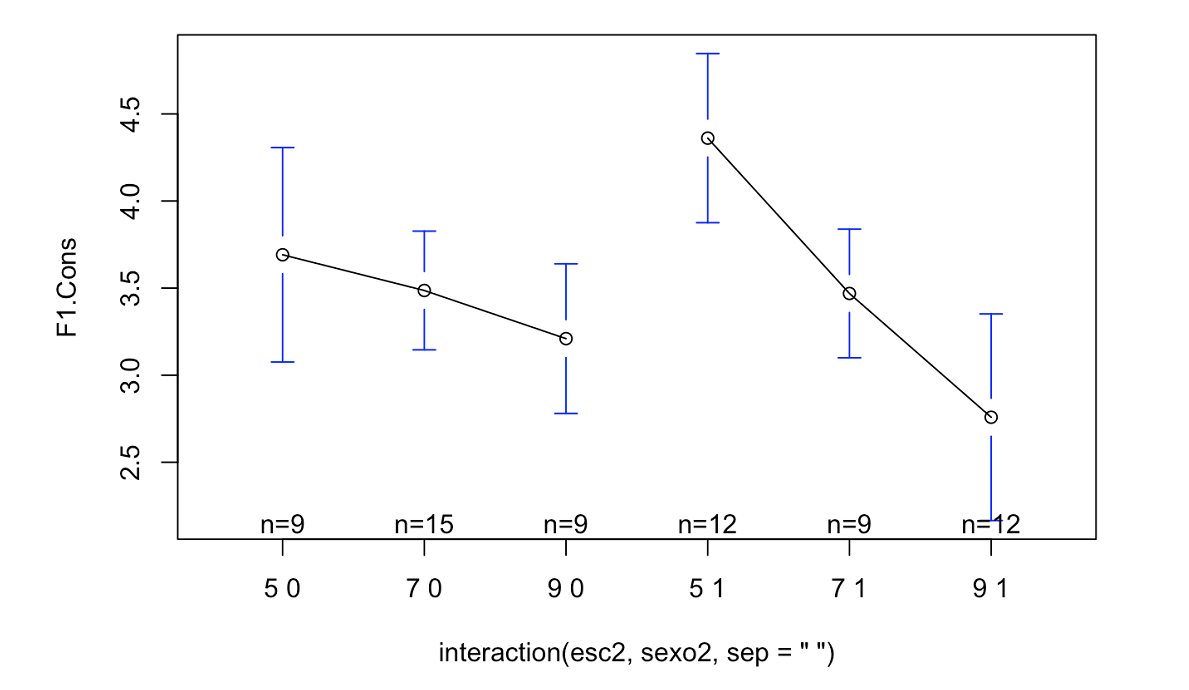 F1.Cons
4.5
4.0
3.5
3.0
2.5
n=9 n=15 n=9 n=12 n=9 n=12
5 0 7 0 9 0 5 1 7 1 9 1
interaction(esc2, sexo2, sep = " ")